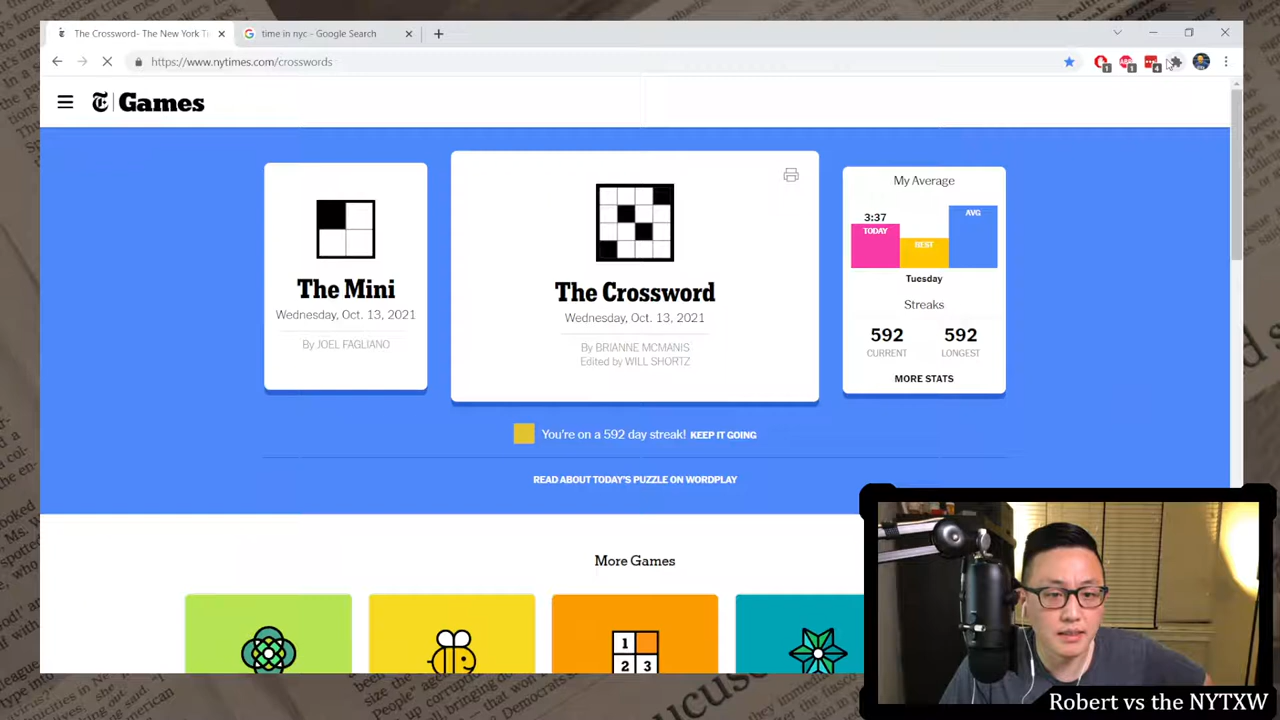 The Crossword- The New York Ti
time in nyc - Google Search
https://www.nytimes.com/crosswords
Games
The Mini
Wednesday, Oct. 13, 2021
By JOEL FAGLIANO
The Crossword
Wednesday, Oct. 13, 2021
By BRIANNE MCMANIS
Edited by WILL SHORTZ
My Average
3:37
TODAY
BEST
AVG
Tuesday
Streaks
592
592
CURRENT
LONGEST
MORE STATS
You're on a 592 day streak! KEEP IT GOING
READ ABOUT TODAY'S PUZZLE ON WORDPLAY
More Games
1
2 3
Robert vs the NYTXW